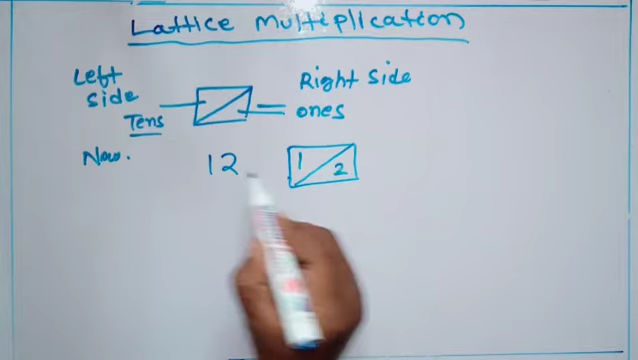 Lattice Multiplication
Left side
Tens
Right side
ones
Now.
12
1 2